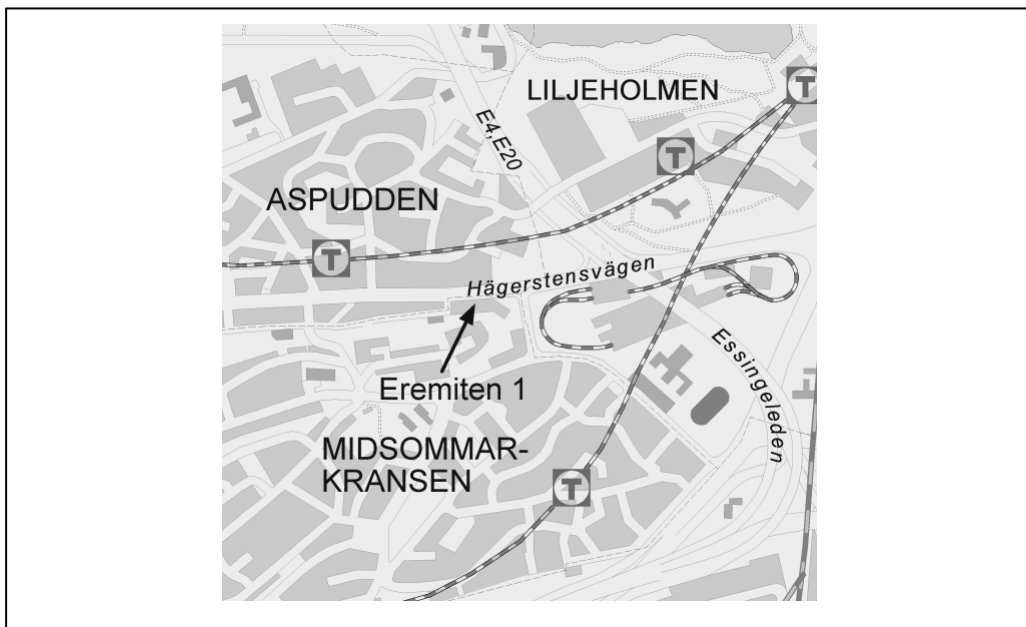 LILJEHOLMEN
T
T
E4,E20
ASPUDDEN
T
Hägerstensvägen
Essingeleden
Eremiten 1
MIDSOMMAR-
KRANSEN
T